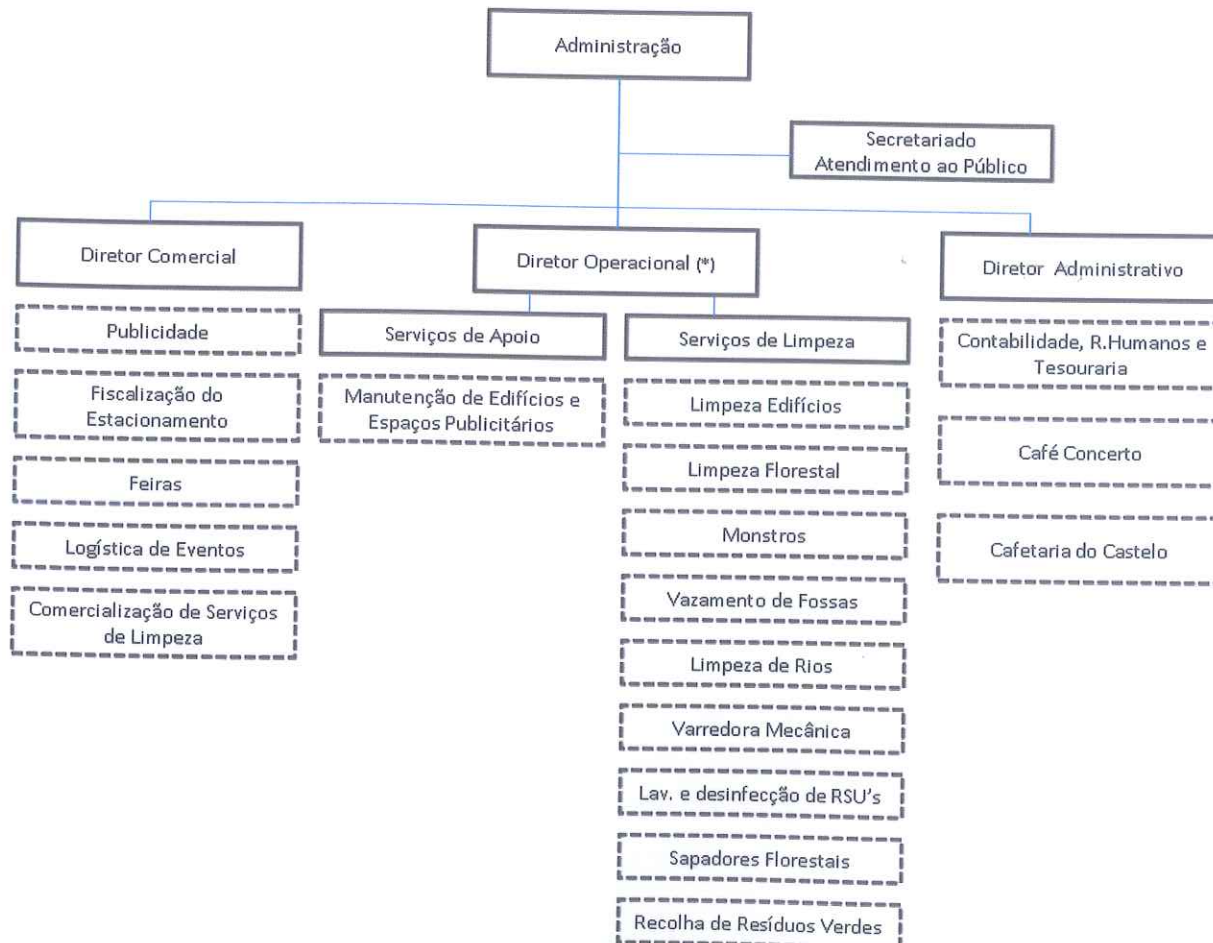 Administração
Secretariado
Atendimento ao Público
Diretor Comercial
Publicidade
Fiscalização do
Estacionamento
Feiras
Logística de Eventos
Comercialização de Serviços
de Limpeza
Diretor Operacional (*)
Serviços de Apoio
Manutenção de Edifícios e
Espaços Publicitários
Serviços de Limpeza
Limpeza Edifícios
Limpeza Florestal
Monstros
Vazamento de Fossas
Limpeza de Rios
Varredora Mecânica
Lav. e desinfecção de RSU's
Sapadores Florestais
Recolha de Resíduos Verdes
Diretor Administrativo
Contabilidade, R.Humanos e
Tesouraria
Café Concerto
Cafetaria do Castelo